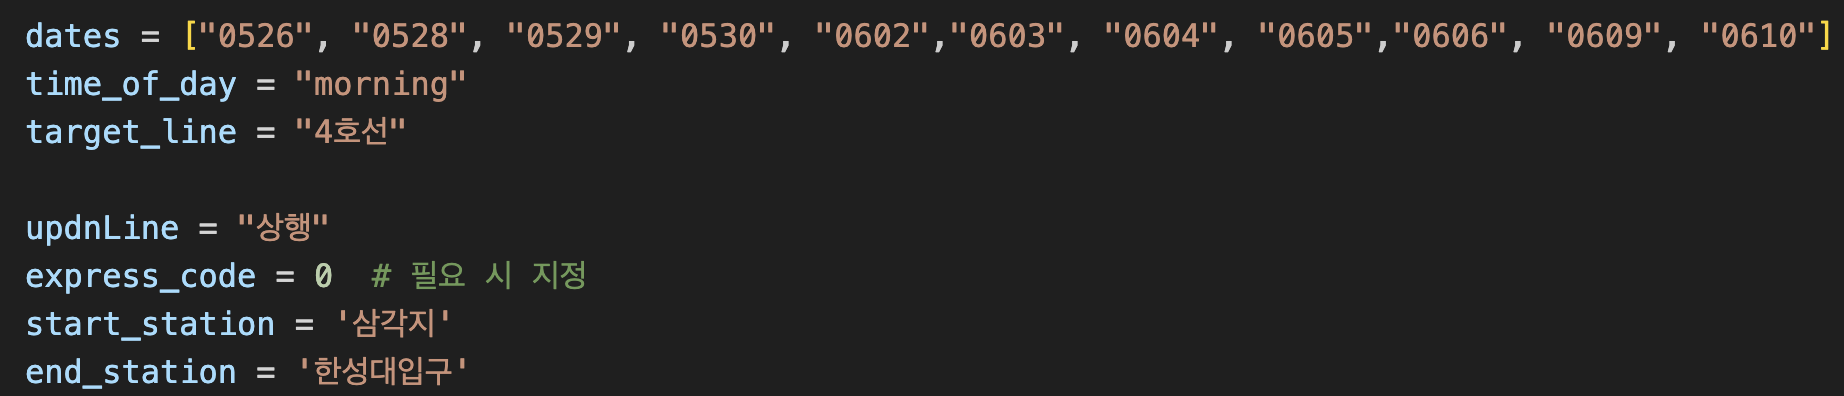 dates = ["0526", "0528", "0529", "0530", "0602","0603", "0604", "0605","0606", "0609", "0610"]
time_of_day = "morning"
target_line = "4호선"
updnLine = "상행"
express_code = 0  # 필요 시 지정
start_station = '삼각지'
end_station = '한성대입구'